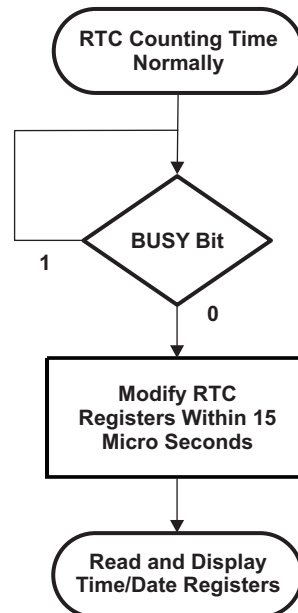 RTC Counting Time
Normally
BUSY Bit
1
0
Modify RTC
Registers Within 15
Micro Seconds
Read and Display
Time/Date Registers